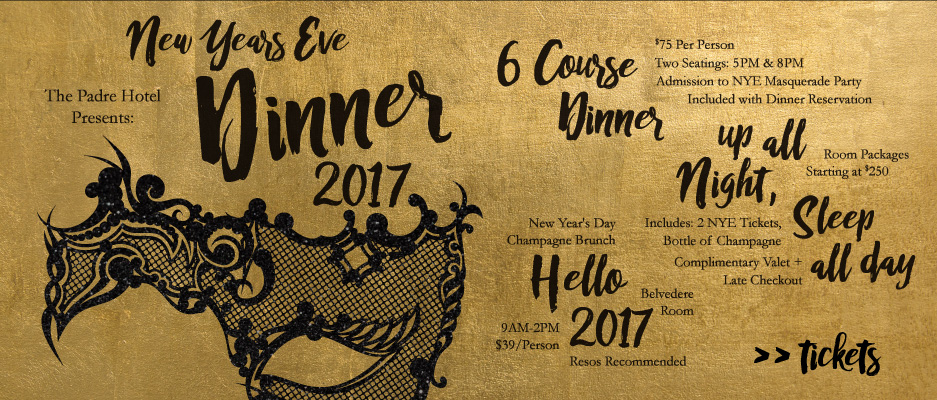 New Years Eve
The Padre Hotel
Presents:
Dinner
2017
6 Course
Dinner
$75 Per Person
Two Seatings: 5PM & 8PM
Admission to NYE Masquerade Party
Included with Dinner Reservation
up all
Night,
Sleep
all day
Room Packages
Starting at $250
Includes: 2 NYE Tickets,
Bottle of Champagne
Complimentary Valet +
Late Checkout
New Year's Day
Champagne Brunch
Hello
2017
Belvedere
Room
9AM-2PM
$39/Person
Resos Recommended
>> tickets